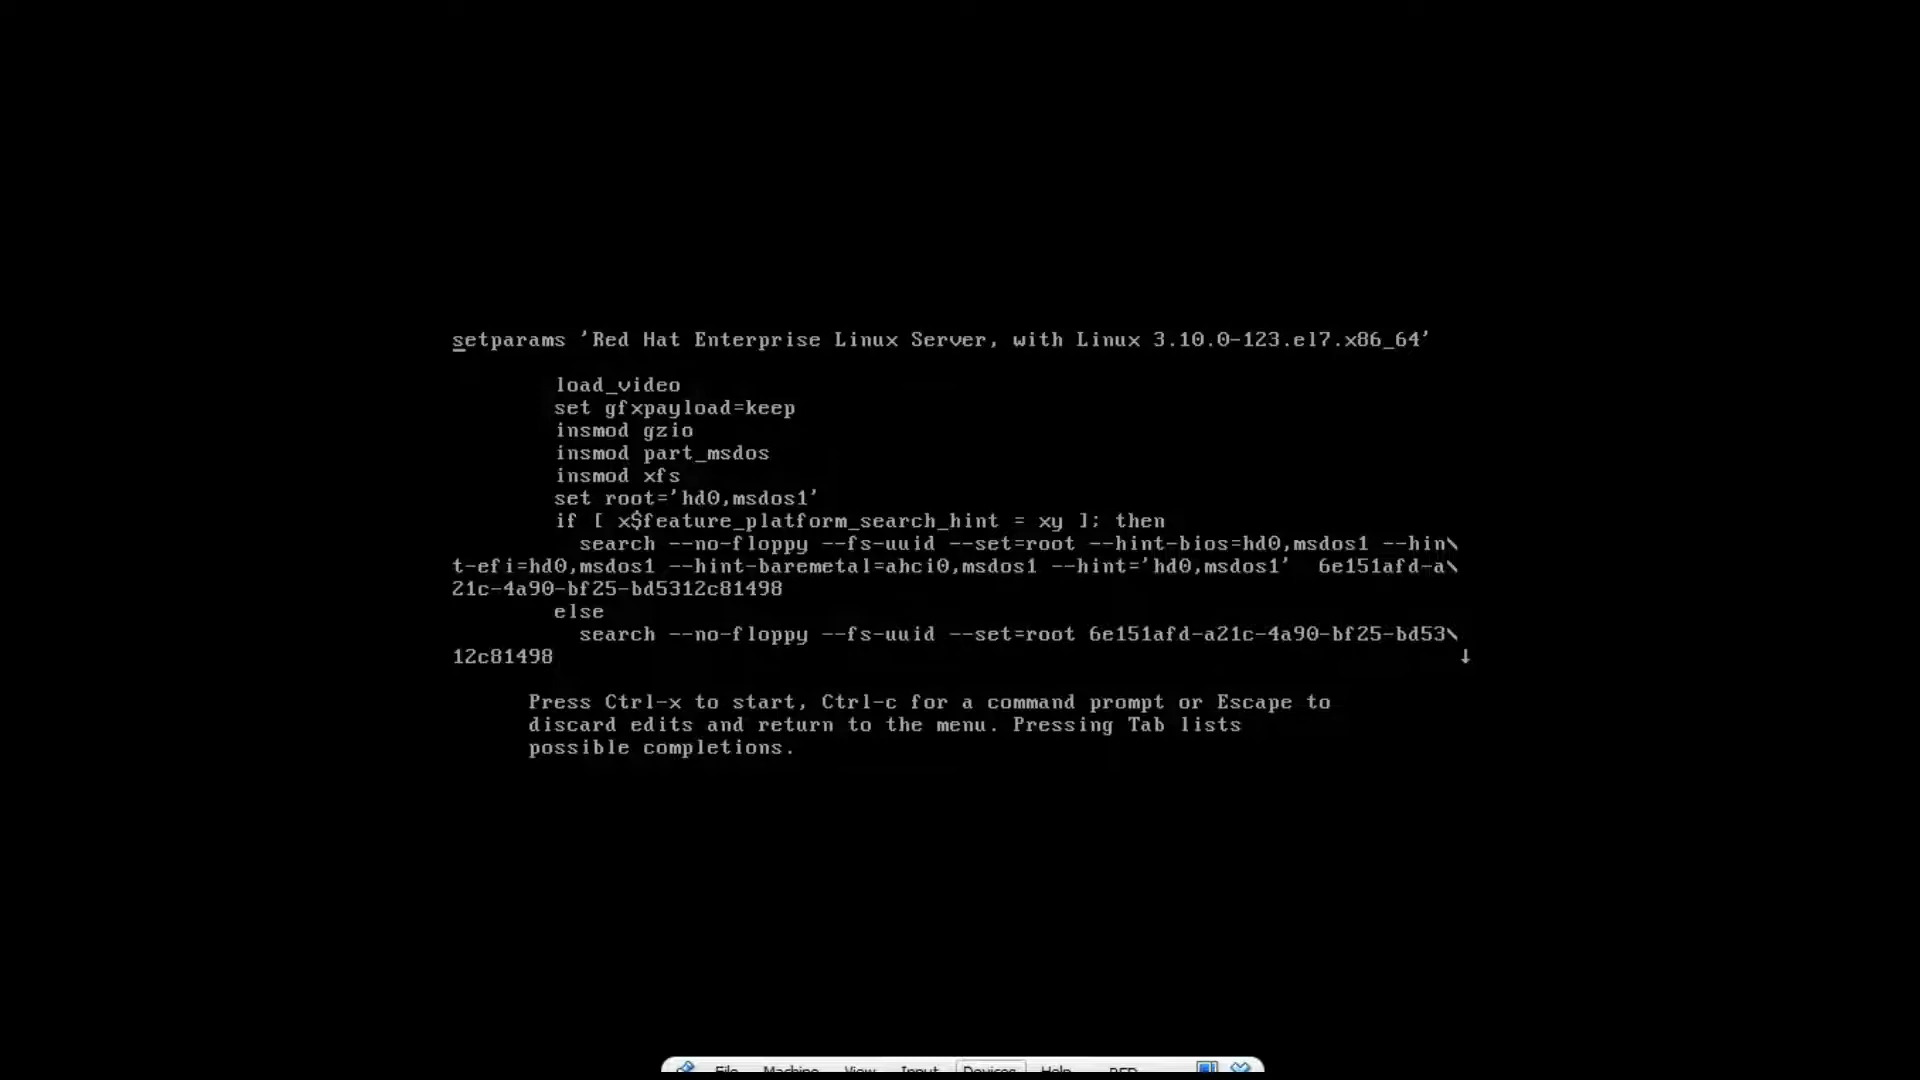 setparams 'Red Hat Enterprise Linux Server, with Linux 3.10.0-123.el7.x86_64'
load_video
set gfxpayload=keep
insmod gzio
insmod part_msdos
insmod xfs
set root='hd0,msdos1'
if [ x$feature_platform_search_hint = xy ]; then
search --no-floppy --fs-uuid --set=root --hint-bios=hd0,msdos1 --hin\
t-efi=hd0,msdos1 --hint-baremetal=ahci0,msdos1 --hint='hd0,msdos1'  6e151afd-a\
21c-4a90-bf25-bd5312c81498
else
search --no-floppy --fs-uuid --set=root 6e151afd-a21c-4a90-bf25-bd53\
12c81498 ↓
Press Ctrl-x to start, Ctrl-c for a command prompt or Escape to
discard edits and return to the menu. Pressing Tab lists
possible completions.
File Machine View Input Devices Help